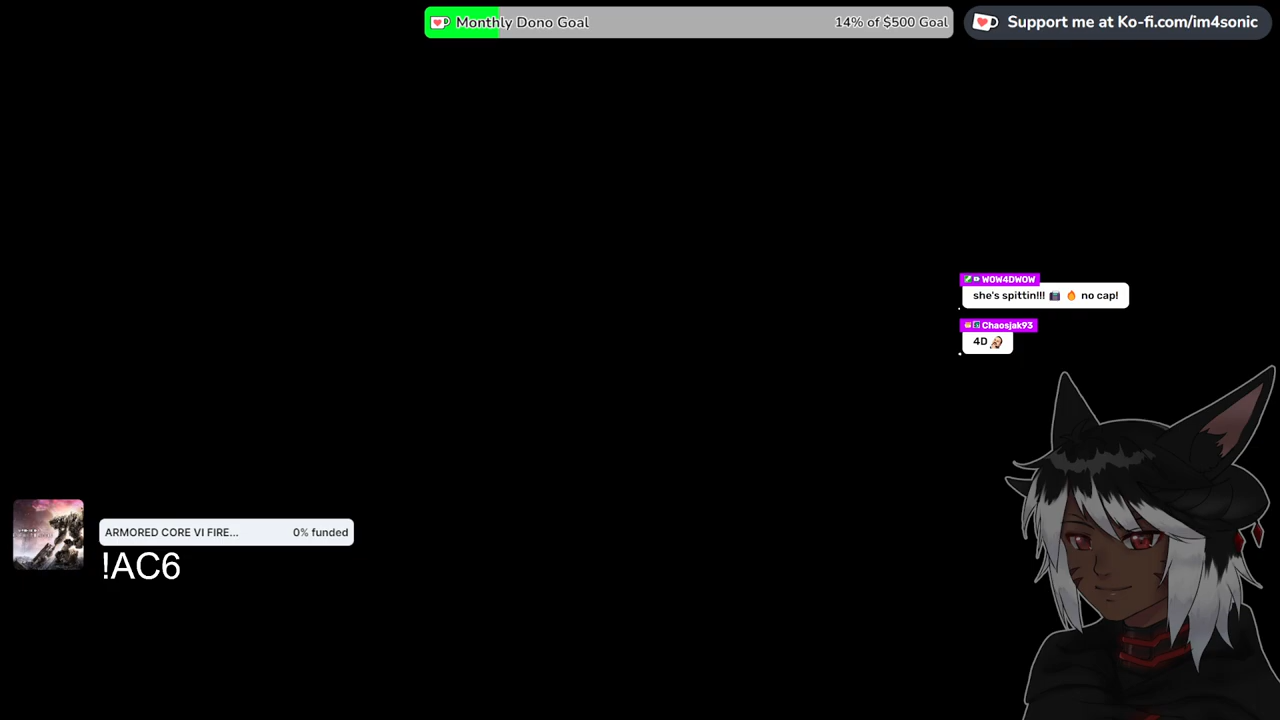 Monthly Dono Goal
14% of $500 Goal
Support me at Ko-fi.com/im4sonic
WOW4DWOW
she's spittin!!! 📠 🔥 no cap!
Chaosjak93
4D
ARMORED CORE VI FIRE...
0% funded
!AC6